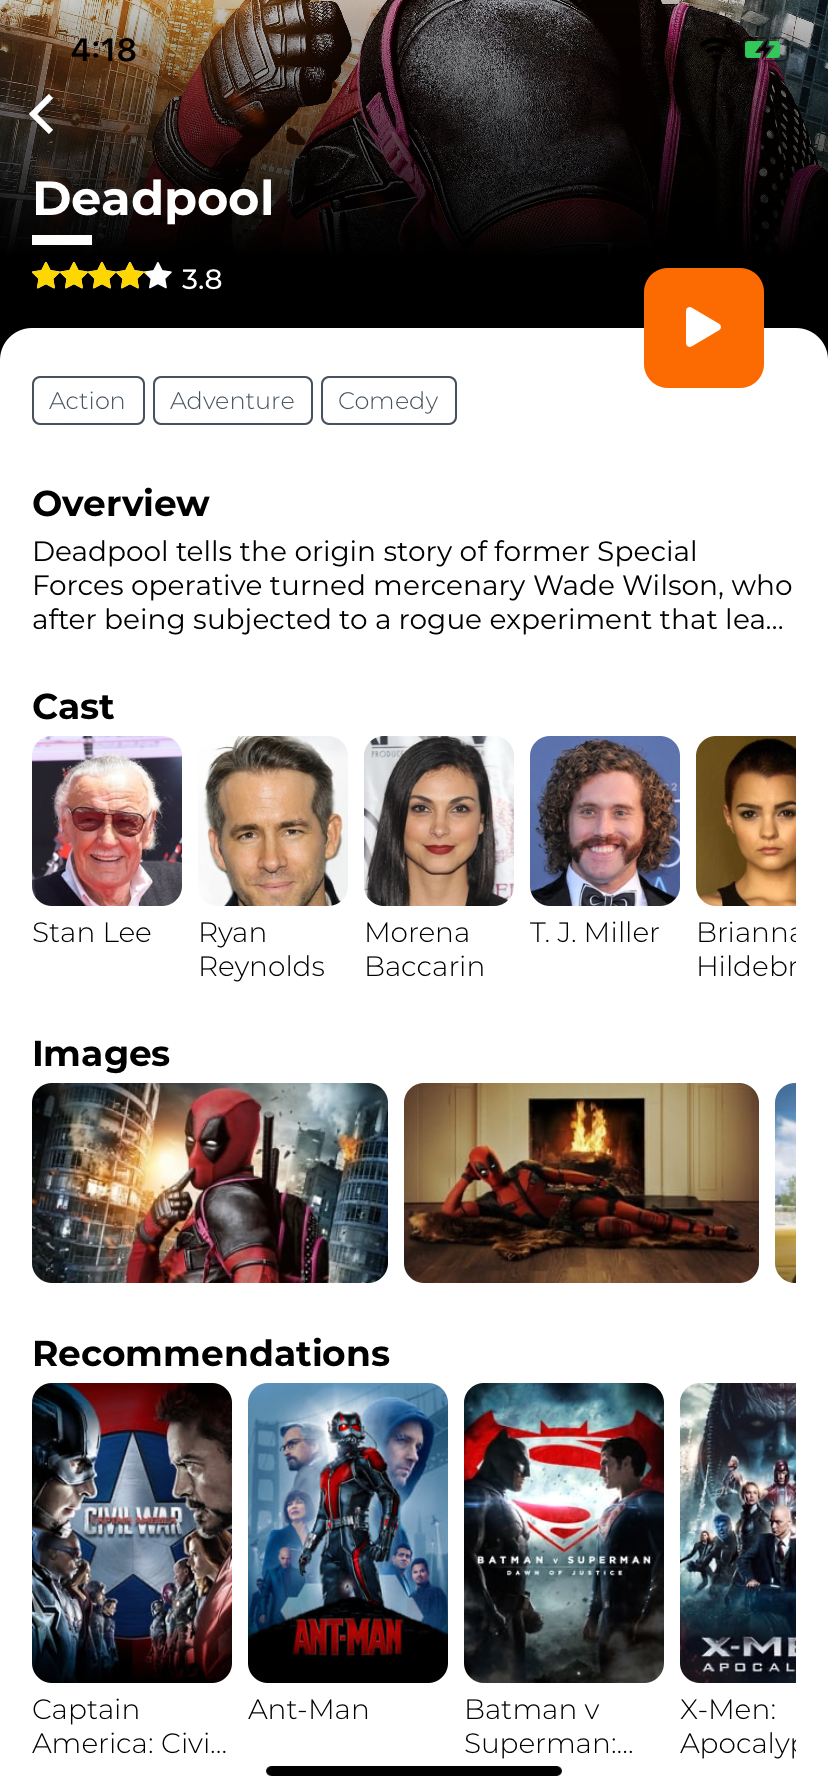 4:18
Deadpool
3.8
Action Adventure Comedy
Overview
Deadpool tells the origin story of former Special
Forces operative turned mercenary Wade Wilson, who
after being subjected to a rogue experiment that lea...
Cast
Stan Lee
Ryan
Reynolds
Morena
Baccarin
T. J. Miller
Brianna
Hildebr
Images
Recommendations
CIVIL WAR
CAPTAIN AMERICA
ANT-MAN
BATMAN V SUPERMAN
DAWN OF JUSTICE
X-ME
APOCAL
Captain
America: Civi...
Ant-Man
Batman v
Superman:...
X-Men:
Apocalyp